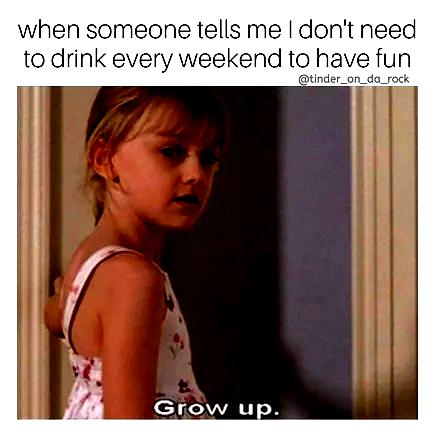 when someone tells me I don't need
to drink every weekend to have fun
@tinder_on_da_rock
Grow up.